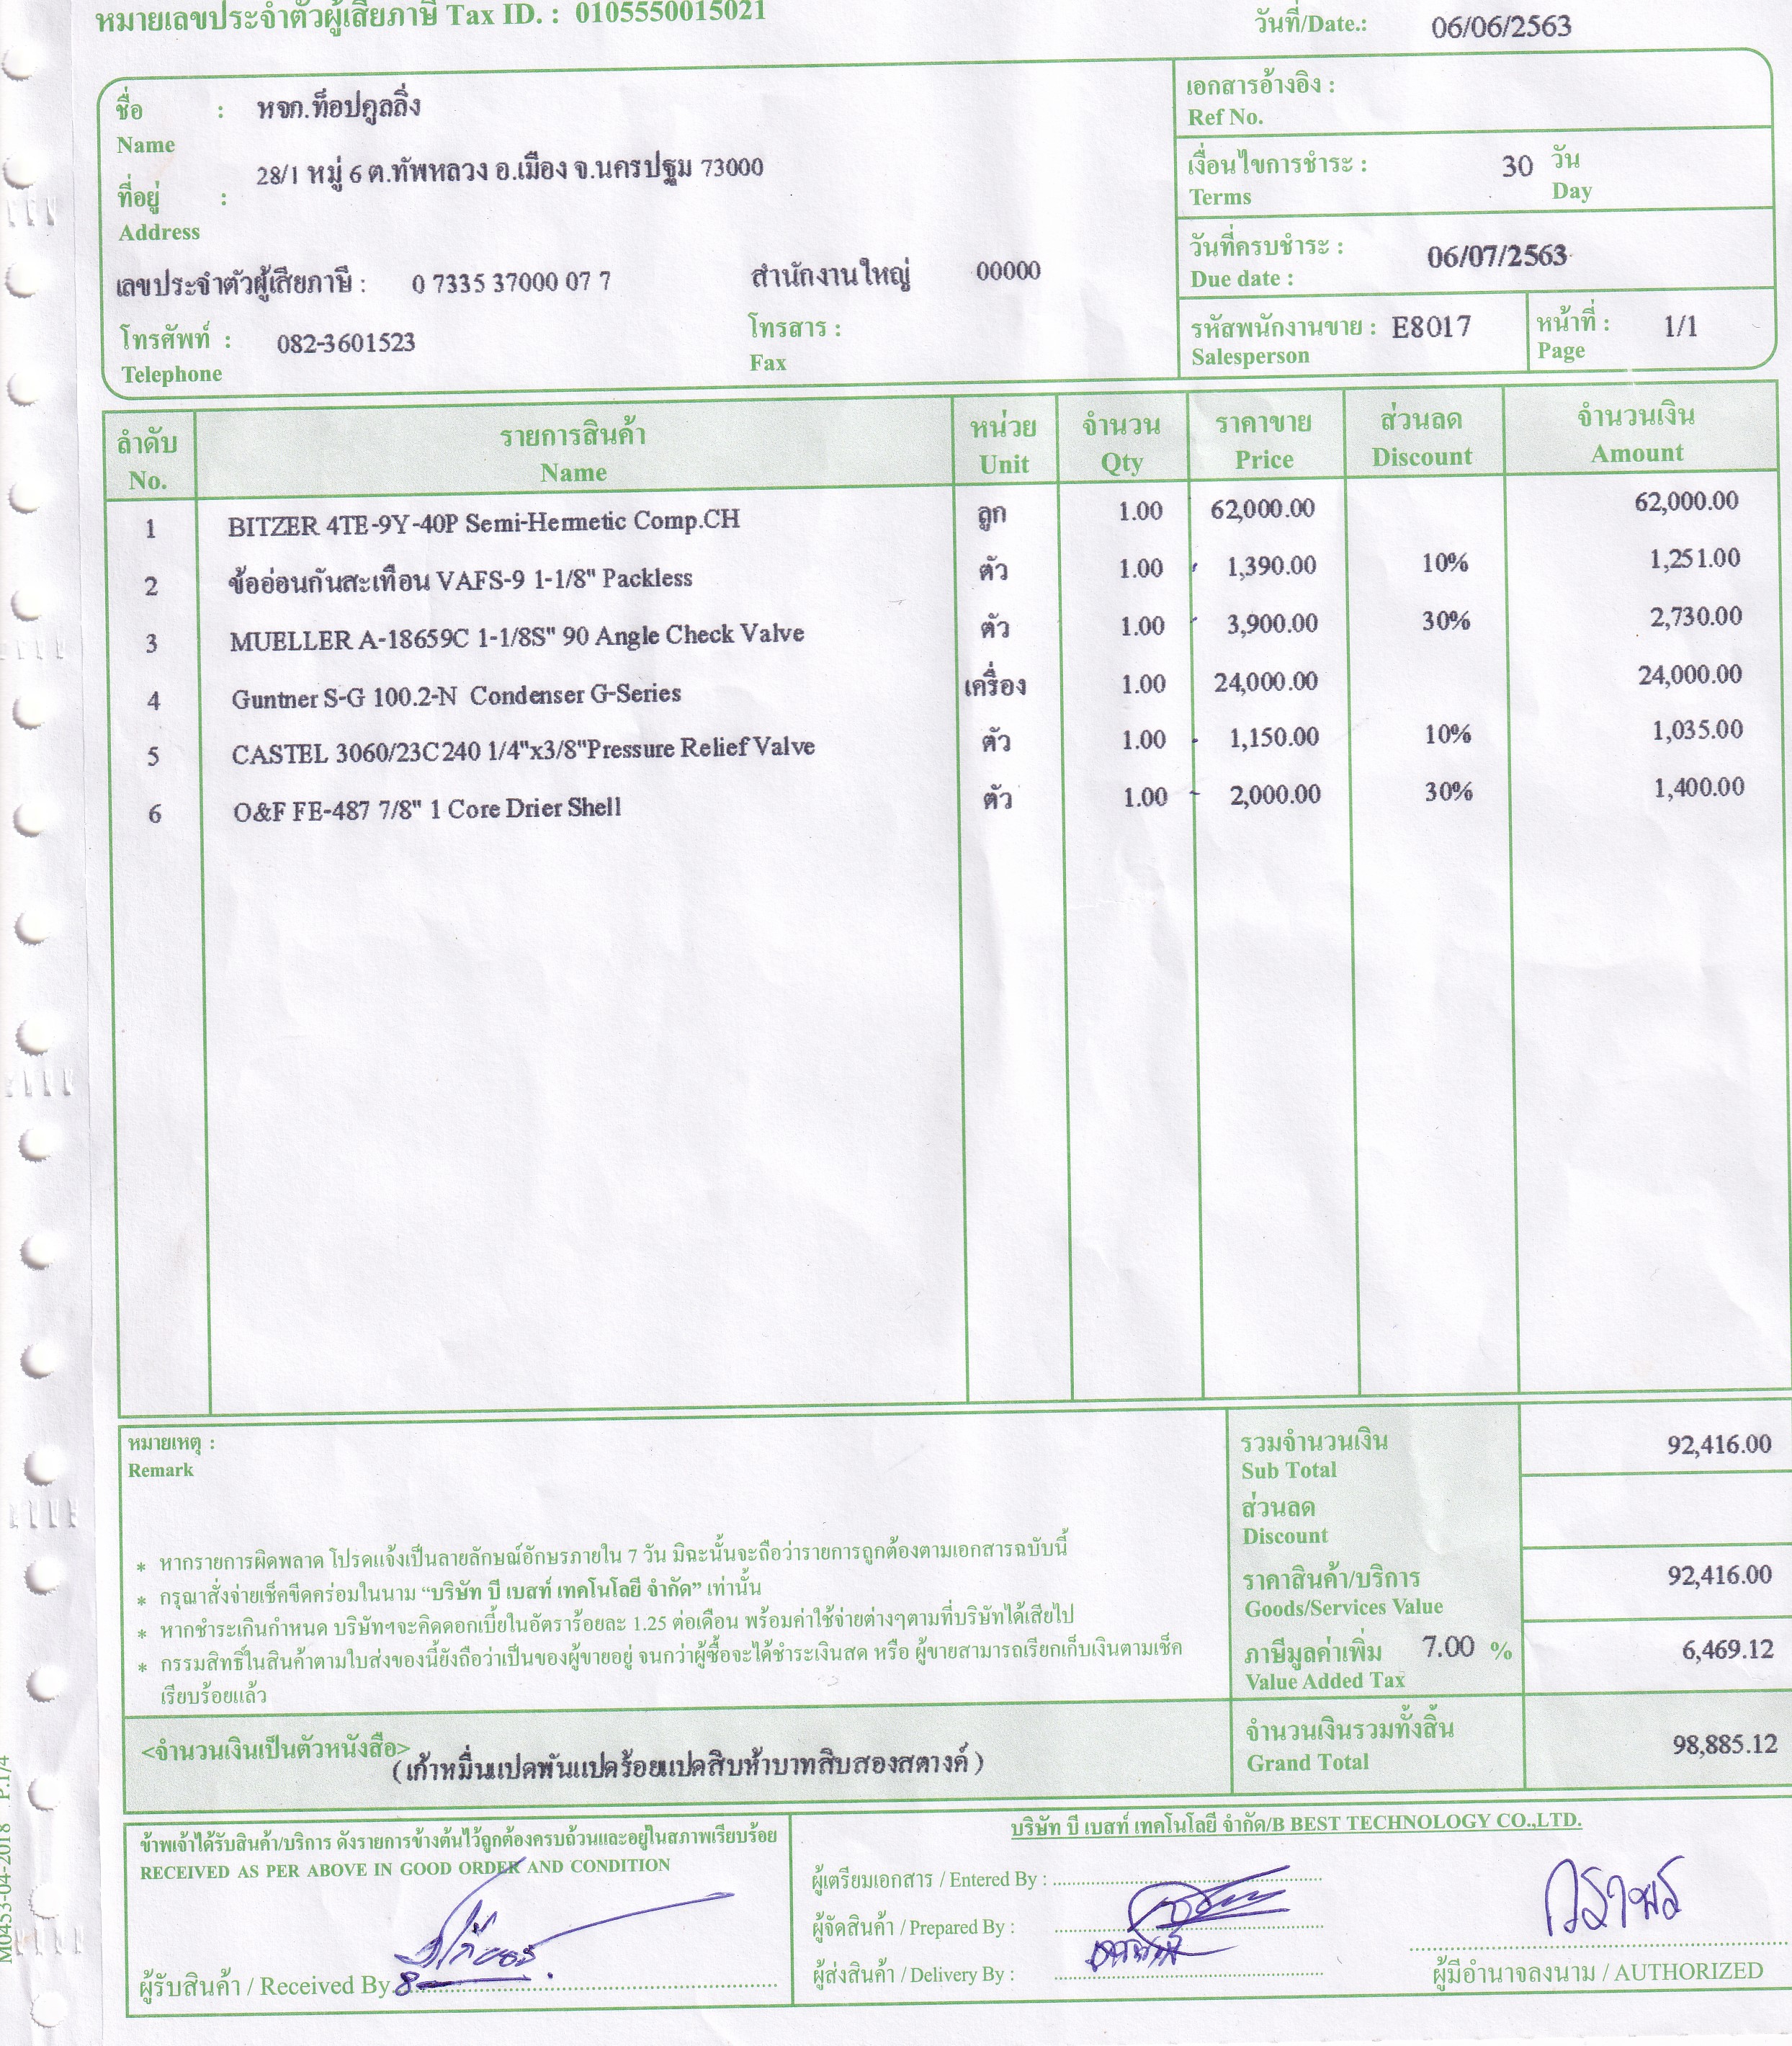 หมายเลขประจำตัวผู้เสียภาษี Tax ID. : 0105550015021
วันที่/Date.: 06/06/2563
ชื่อ : หจก.ท็อปคูลลิ่ง
Name
ที่อยู่ : 28/1 หมู่ 6 ต.ทัพหลวง อ.เมือง จ.นครปฐม 73000
Address
เลขประจำตัวผู้เสียภาษี : 0 7335 37000 07 7 สำนักงานใหญ่ 00000
โทรศัพท์ : 082-3601523 โทรสาร :
Telephone Fax
เอกสารอ้างอิง :
Ref No.
เงื่อนไขการชำระ : 30 วัน
Terms Day
วันที่ครบชำระ : 06/07/2563
Due date :
รหัสพนักงานขาย : E8017 หน้าที่ : 1/1
Salesperson Page
ลำดับ รายการสินค้า หน่วย จำนวน ราคาขาย ส่วนลด จำนวนเงิน
No. Name Unit Qty Price Discount Amount
1 BITZER 4TE-9Y-40P Semi-Hermetic Comp.CH ลูก 1.00 62,000.00 62,000.00
2 ข้ออ่อนกันสะเทือน VAFS-9 1-1/8" Packless ตัว 1.00 1,390.00 10% 1,251.00
3 MUELLER A-18659C 1-1/8S" 90 Angle Check Valve ตัว 1.00 3,900.00 30% 2,730.00
4 Guntner S-G 100.2-N Condenser G-Series เครื่อง 1.00 24,000.00 24,000.00
5 CASTEL 3060/23C240 1/4"x3/8"Pressure Relief Valve ตัว 1.00 1,150.00 10% 1,035.00
6 O&F FE-487 7/8" 1 Core Drier Shell ตัว 1.00 2,000.00 30% 1,400.00
หมายเหตุ :
Remark
* หากรายการผิดพลาด โปรดแจ้งเป็นลายลักษณ์อักษรภายใน 7 วัน มิฉะนั้นจะถือว่ารายการถูกต้องตามเอกสารฉบับนี้
* กรุณาสั่งจ่ายเช็คขีดคร่อมในนาม “บริษัท บี เบสท์ เทคโนโลยี จำกัด” เท่านั้น
* หากชำระเกินกำหนด บริษัทฯจะคิดดอกเบี้ยในอัตราร้อยละ 1.25 ต่อเดือน พร้อมค่าใช้จ่ายต่างๆตามที่บริษัทได้เสียไป
* กรรมสิทธิ์ในสินค้าตามใบส่งของนี้ยังถือว่าเป็นของผู้ขายอยู่ จนกว่าผู้ซื้อจะได้ชำระเงินสด หรือ ผู้ขายสามารถเรียกเก็บเงินตามเช็ค
เรียบร้อยแล้ว
รวมจำนวนเงิน 92,416.00
Sub Total
ส่วนลด
Discount
ราคาสินค้า/บริการ 92,416.00
Goods/Services Value
ภาษีมูลค่าเพิ่ม 7.00 % 6,469.12
Value Added Tax
<จำนวนเงินเป็นตัวหนังสือ>
(เก้าหมื่นแปดพันแปดร้อยแปดสิบห้าบาทสิบสองสตางค์)
จำนวนเงินรวมทั้งสิ้น 98,885.12
Grand Total
ข้าพเจ้าได้รับสินค้า/บริการ ดังรายการข้างต้นไว้ถูกต้องครบถ้วนและอยู่ในสภาพเรียบร้อย
RECEIVED AS PER ABOVE IN GOOD ORDER AND CONDITION
ผู้รับสินค้า / Received By
บริษัท บี เบสท์ เทคโนโลยี จำกัด/B BEST TECHNOLOGY CO.,LTD.
ผู้เตรียมเอกสาร / Entered By :
ผู้จัดสินค้า / Prepared By :
ผู้ส่งสินค้า / Delivery By :
วราพร
ผู้มีอำนาจลงนาม / AUTHORIZED
M0453-04-2018 P.1/4